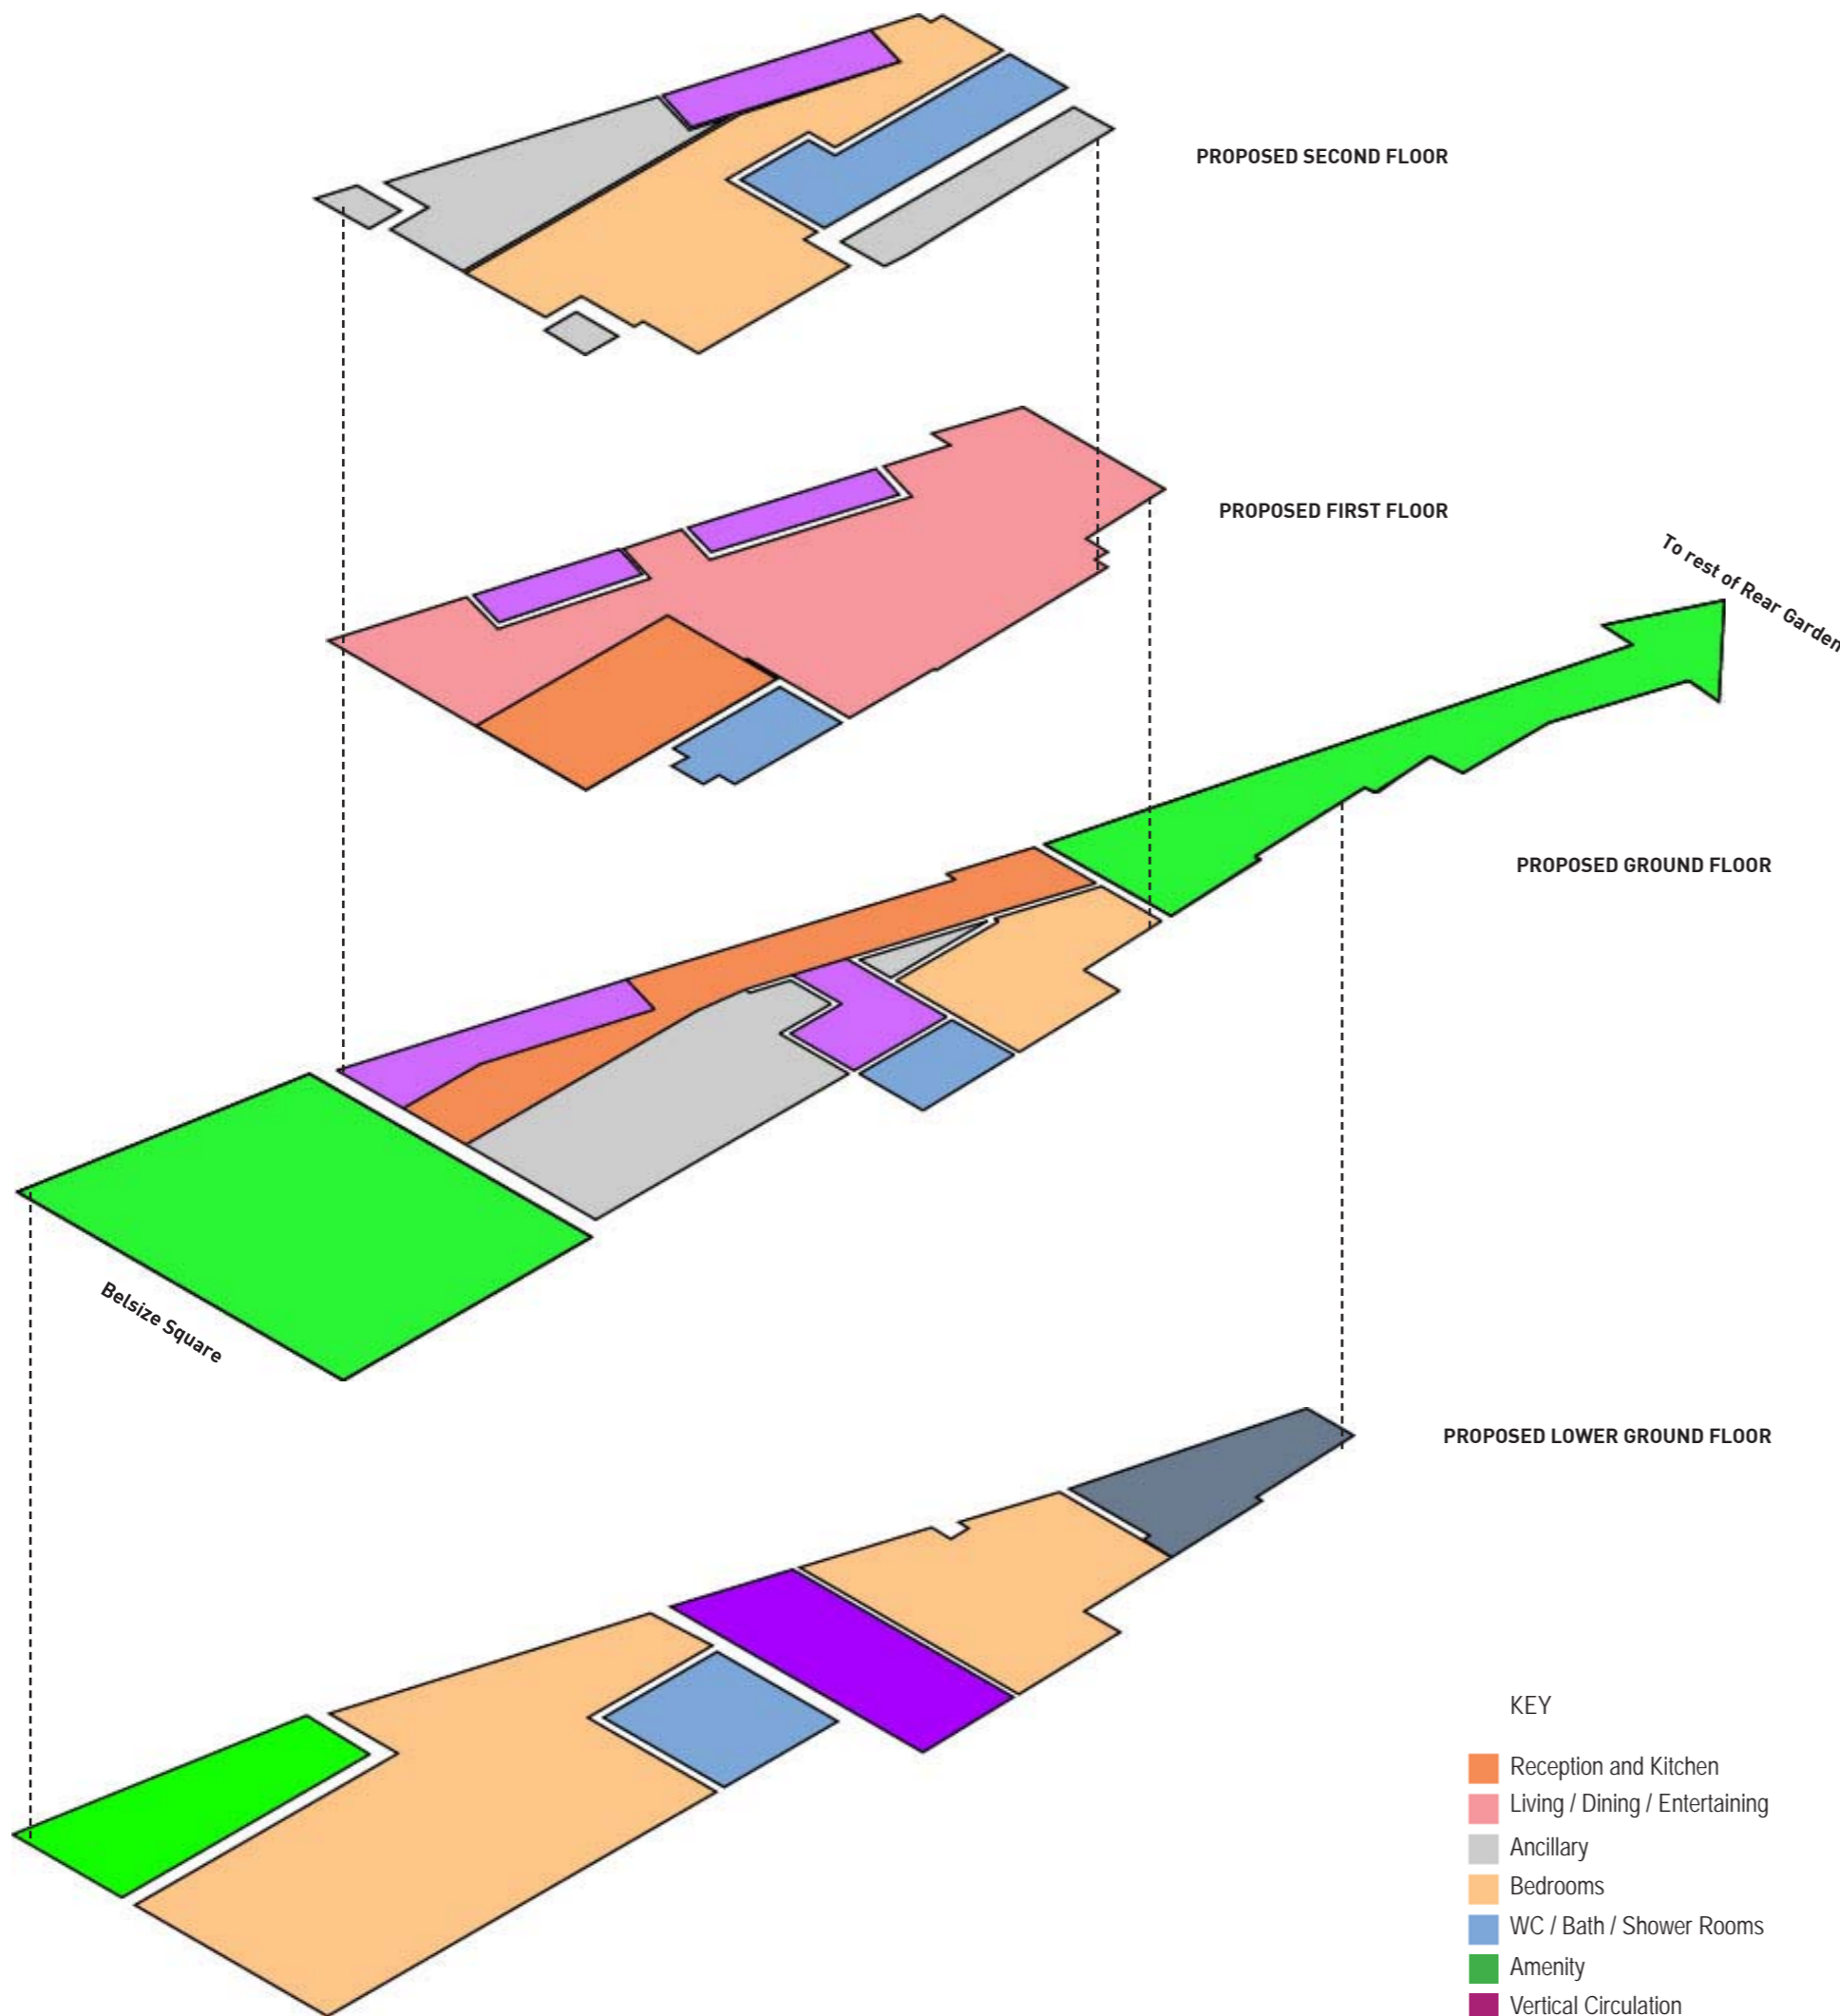 PROPOSED SECOND FLOOR
PROPOSED FIRST FLOOR
To rest of Rear Garden
PROPOSED GROUND FLOOR
Belsize Square
PROPOSED LOWER GROUND FLOOR
KEY
Reception and Kitchen
Living / Dining / Entertaining
Ancillary
Bedrooms
WC / Bath / Shower Rooms
Amenity
Vertical Circulation